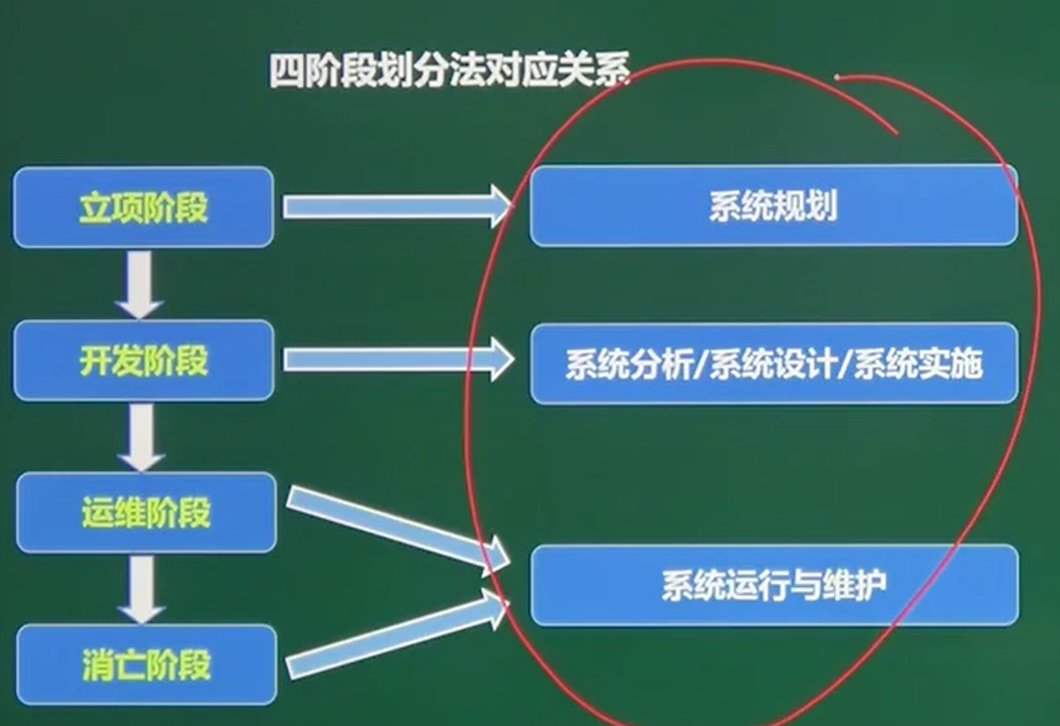 四阶段划分法对应关系
立项阶段
系统规划
开发阶段
系统分析/系统设计/系统实施
运维阶段
系统运行与维护
消亡阶段